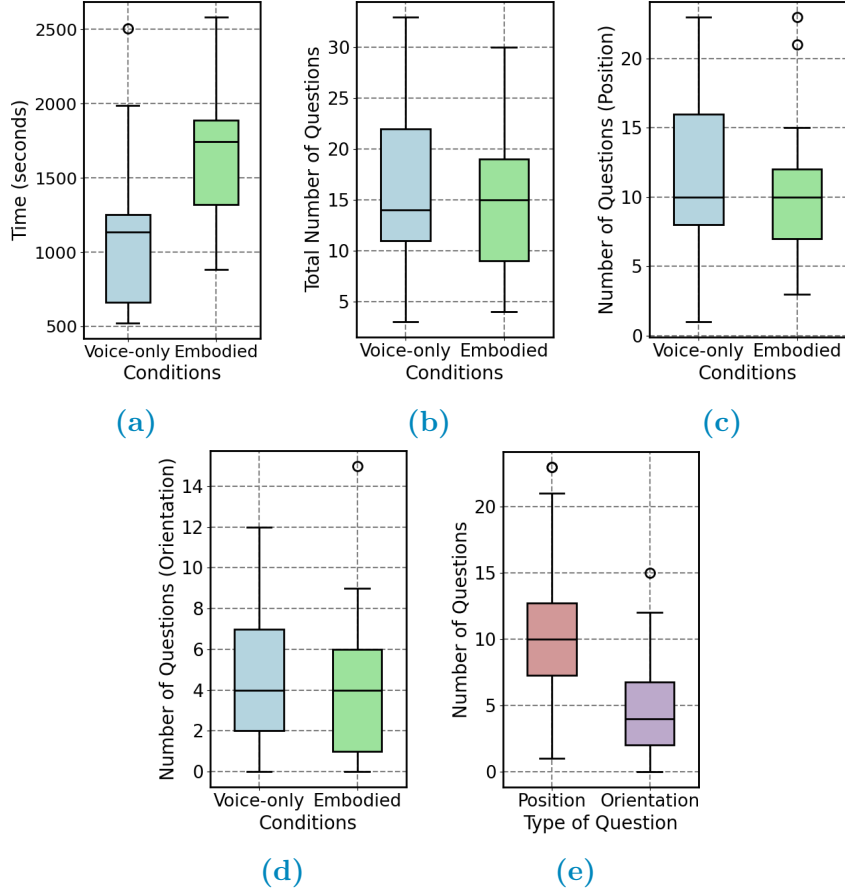 Time (seconds)
2500
2000
1500
1000
500
Voice-only Embodied
Conditions
(a)
Total Number of Questions
30
25
20
15
10
5
Voice-only Embodied
Conditions
(b)
Number of Questions (Position)
20
15
10
5
0
Voice-only Embodied
Conditions
(c)
Number of Questions (Orientation)
14
12
10
8
6
4
2
0
Voice-only Embodied
Conditions
(d)
Number of Questions
20
15
10
5
0
Position Orientation
Type of Question
(e)